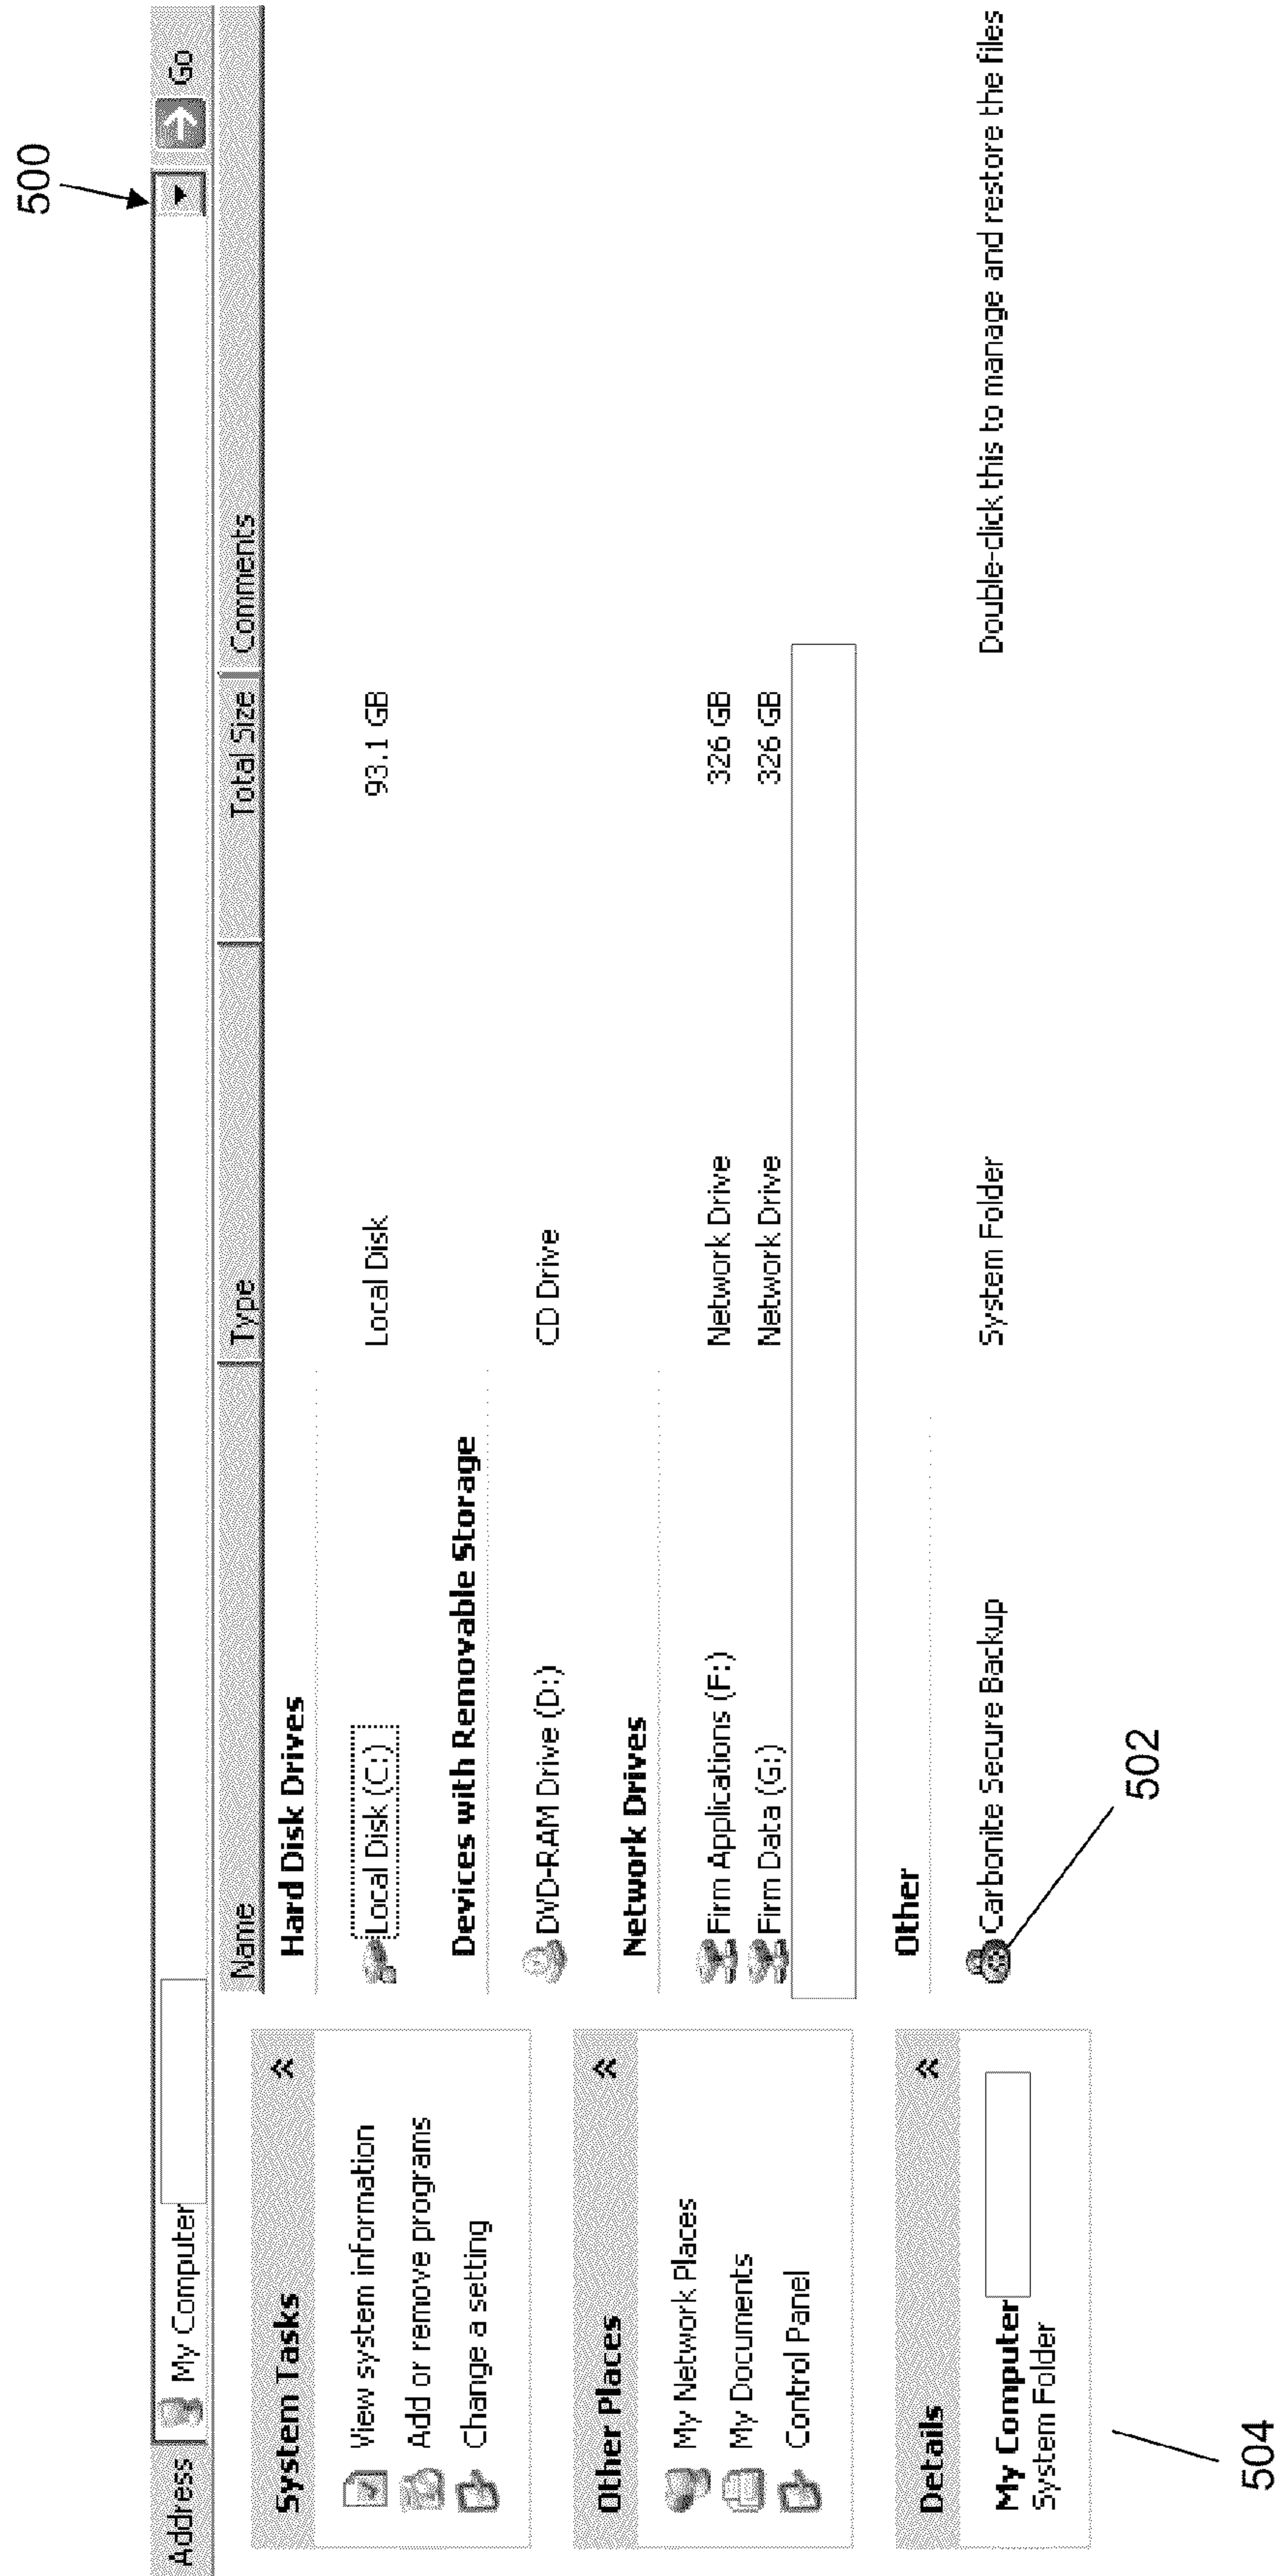 500
Address My Computer Go
Name Type Total Size Comments
System Tasks
View system information
Add or remove programs
Change a setting
Other Places
My Network Places
My Documents
Control Panel
Details
My Computer
System Folder
504
Hard Disk Drives
Local Disk (C:) Local Disk 93.1 GB
Devices with Removable Storage
DVD-RAM Drive (D:) CD Drive
Network Drives
Firm Applications (F:) Network Drive 326 GB
Firm Data (G:) Network Drive 326 GB
Other
Carbonite Secure Backup System Folder Double-click this to manage and restore the files
502